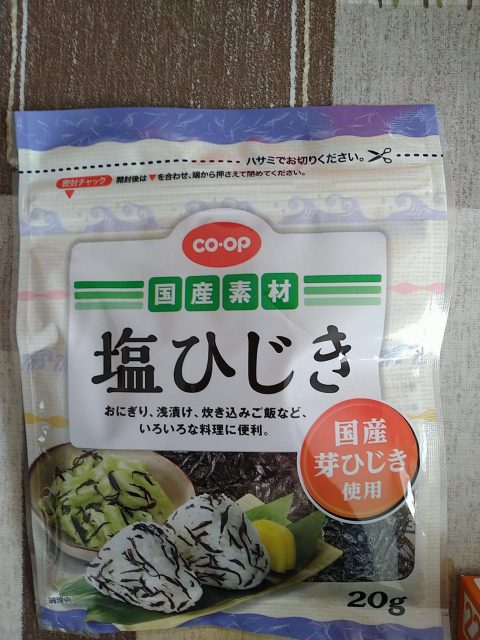 ハサミでお切りください。
密封チャック
開封後は▼を合わせ、端から押さえて閉めてください。
CO·OP
国産素材
塩ひじき
おにぎり、浅漬け、炊き込みご飯など、
いろいろな料理に便利。
国産
芽ひじき
使用
調理例
20g